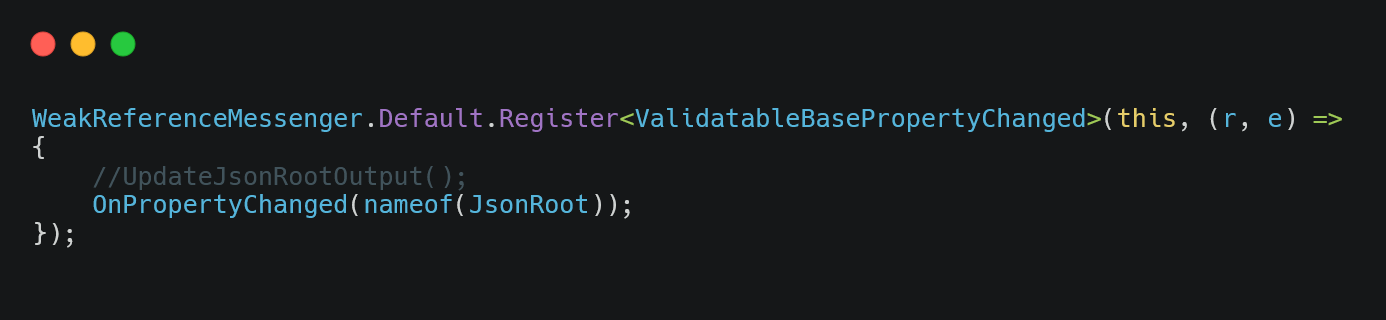 WeakReferenceMessenger.Default.Register<ValidatableBasePropertyChanged>(this, (r, e) =>
{
    //UpdateJsonRootOutput();
    OnPropertyChanged(nameof(JsonRoot));
});